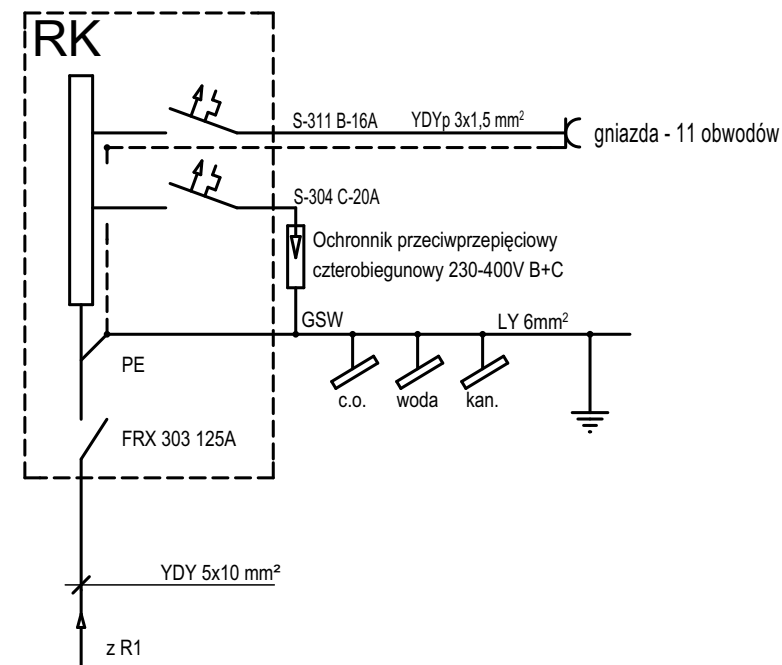 RK
S-311 B-16A
YDYp 3x1,5 mm²
gniazda - 11 obwodów
S-304 C-20A
Ochronnik przeciwprzepięciowy
czterobiegunowy 230-400V B+C
GSW
LY 6mm²
PE
c.o.
woda
kan.
FRX 303 125A
YDY 5x10 mm²
z R1